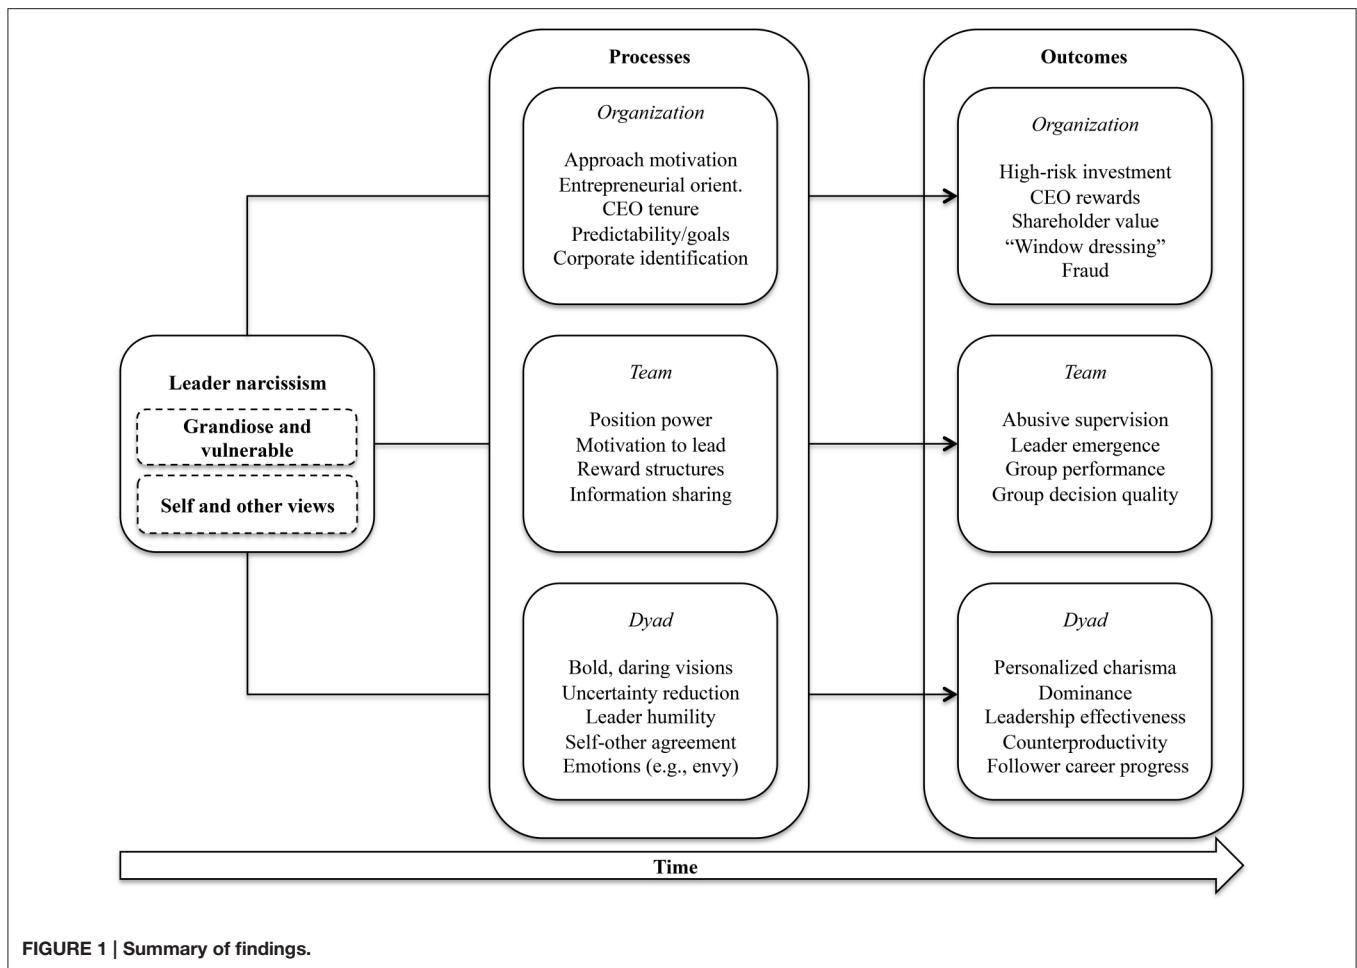 Leader narcissism
Grandiose and
vulnerable
Self and other views
Processes
Organization
Approach motivation
Entrepreneurial orient.
CEO tenure
Predictability/goals
Corporate identification
Team
Position power
Motivation to lead
Reward structures
Information sharing
Dyad
Bold, daring visions
Uncertainty reduction
Leader humility
Self-other agreement
Emotions (e.g., envy)
Outcomes
Organization
High-risk investment
CEO rewards
Shareholder value
“Window dressing”
Fraud
Team
Abusive supervision
Leader emergence
Group performance
Group decision quality
Dyad
Personalized charisma
Dominance
Leadership effectiveness
Counterproductivity
Follower career progress
Time
FIGURE 1 | Summary of findings.